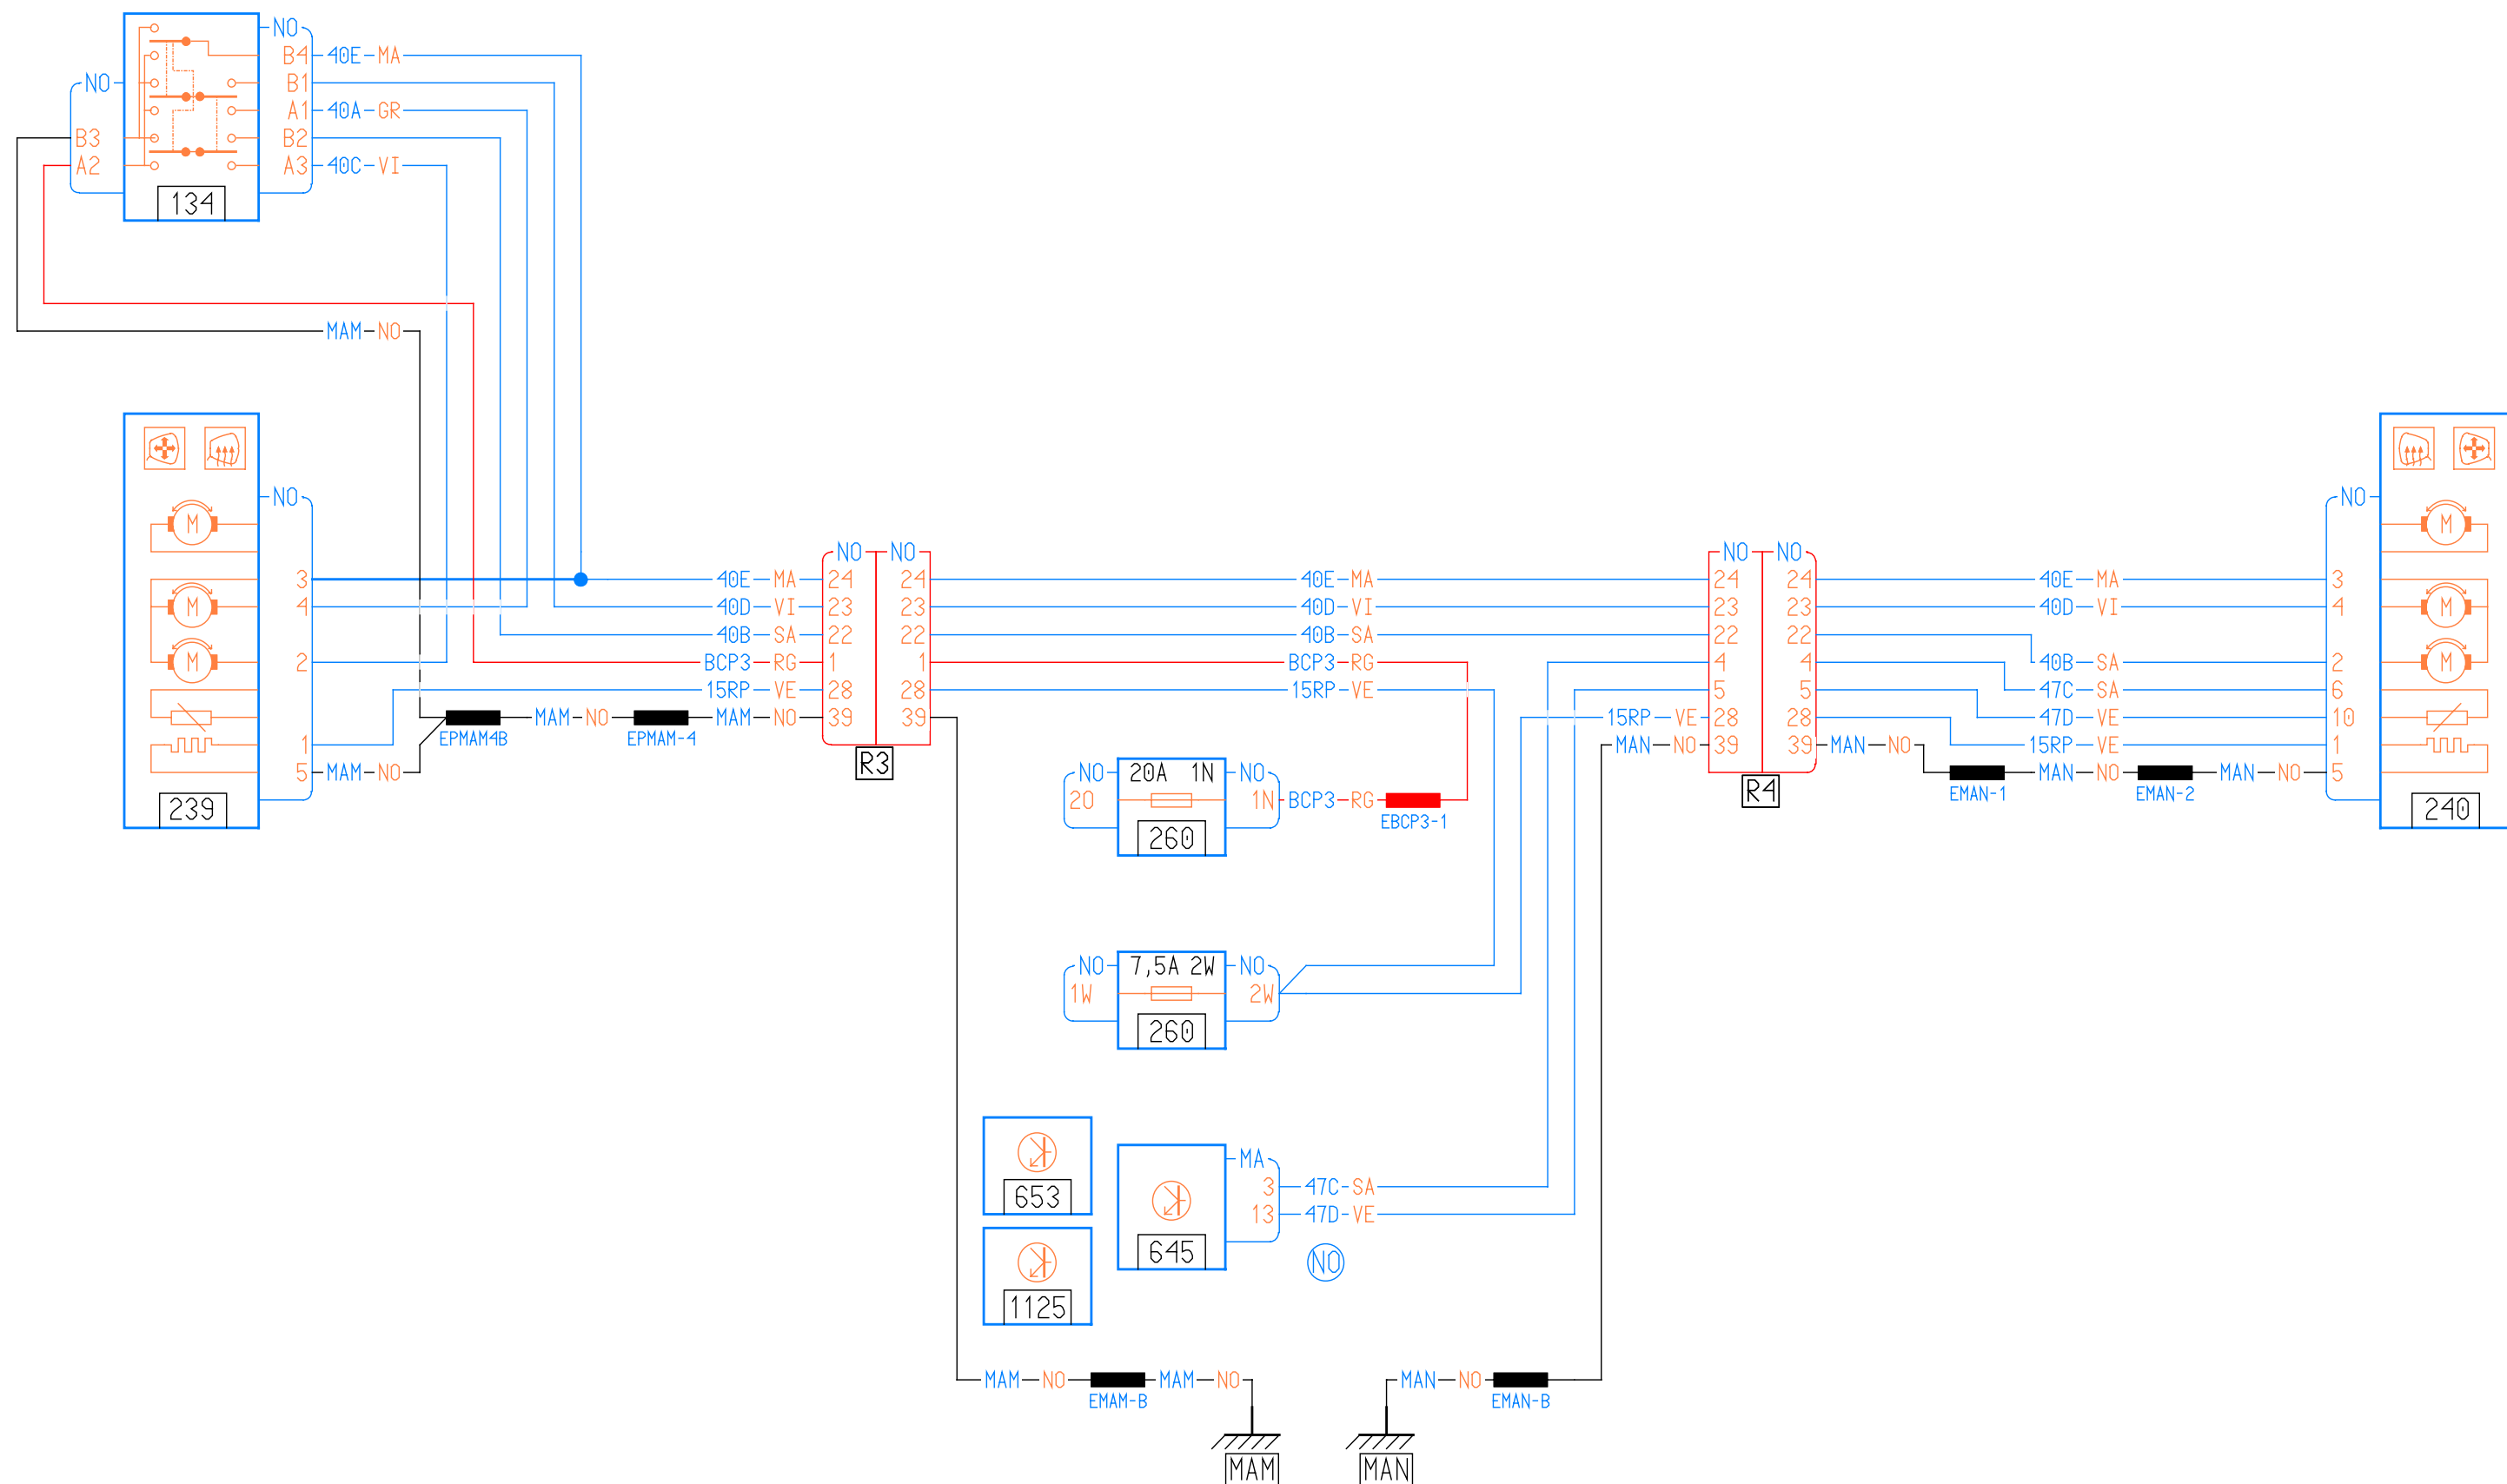 NO
B4 40E MA
NO B1
A1 40A GR
B3 B2
A2 A3 40C VI
134
MAM NO
M NO
3
M 4
M 2
1
5 MAM NO
239
EPMAM4B MAM NO EPMAM-4 MAM NO
NO NO
40E MA 24 24 40E MA
40D VI 23 23 40D VI
40B SA 22 22 40B SA
BCP3 RG 1 1 BCP3 RG
15RP VE 28 28 15RP VE
39 39
R3
NO NO
24 24 40E MA
23 23 40D VI
22 22
4 4 40B SA
5 5 47C SA
15RP VE 28 28 47D VE
MAN NO 39 39 MAN NO 15RP VE
R4
EMAN-1 MAN NO EMAN-2 MAN NO
NO
M
3
4 M
2 M
6
10
1
5
240
NO 20A 1N NO
20 1N BCP3 RG
EBCP3-1
260
NO 7,5A 2W NO
1W 2W
260
653
MA
3 47C SA
13 47D VE
645
NO
1125
MAM NO EMAM-B MAM NO
MAM
MAN NO EMAN-B
MAN